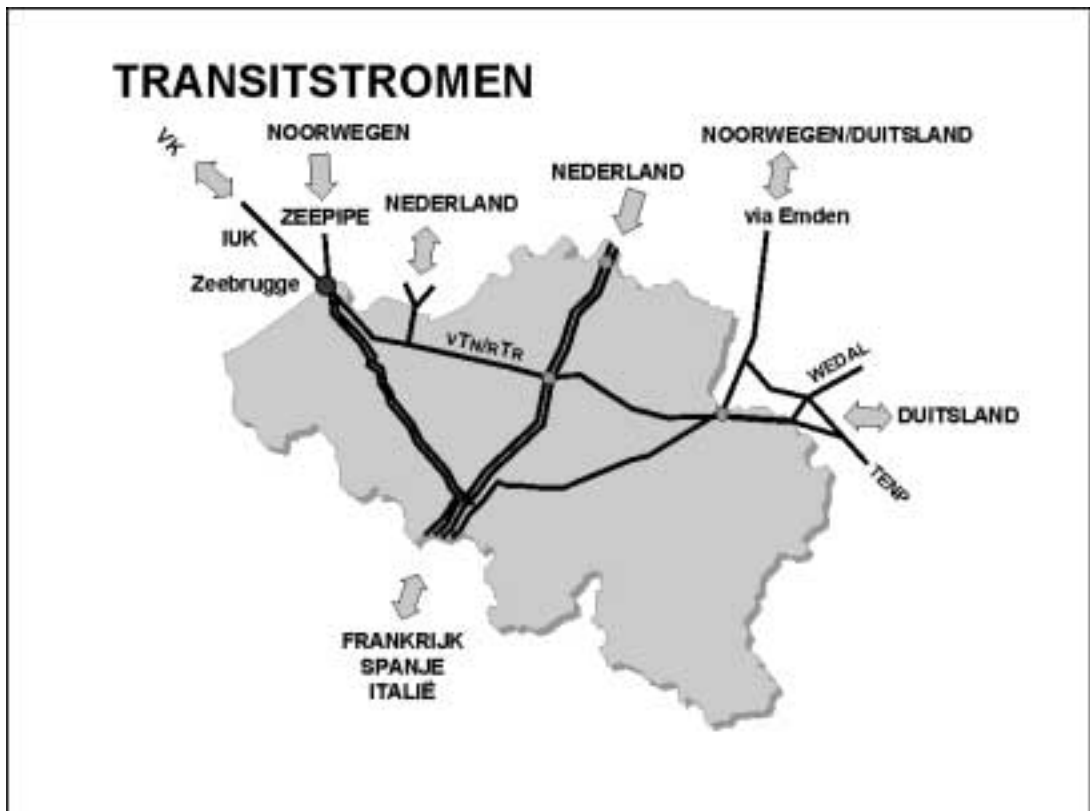 TRANSITSTROMEN
VK
NOORWEGEN
NOORWEGEN/DUITSLAND
NEDERLAND
NEDERLAND
ZEEPIPE
via Emden
IUK
Zeebrugge
VTN/RTR
WEDAL
DUITSLAND
TENP
FRANKRIJK
SPANJE
ITALIË